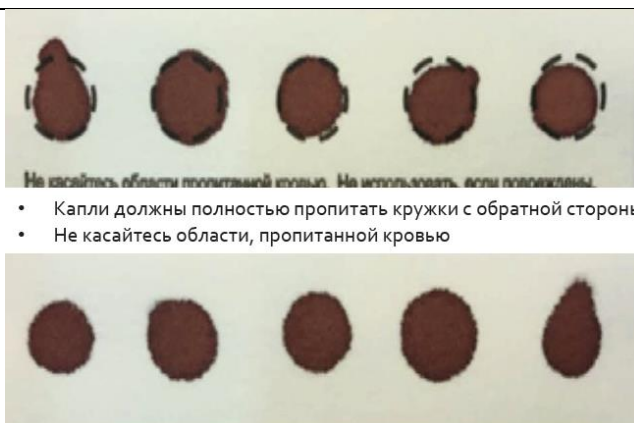 Не касайтесь области пропитанной кровью. Не использовать, если повреждены.
• Капли должны полностью пропитать кружки с обратной сторон
• Не касайтесь области, пропитанной кровью